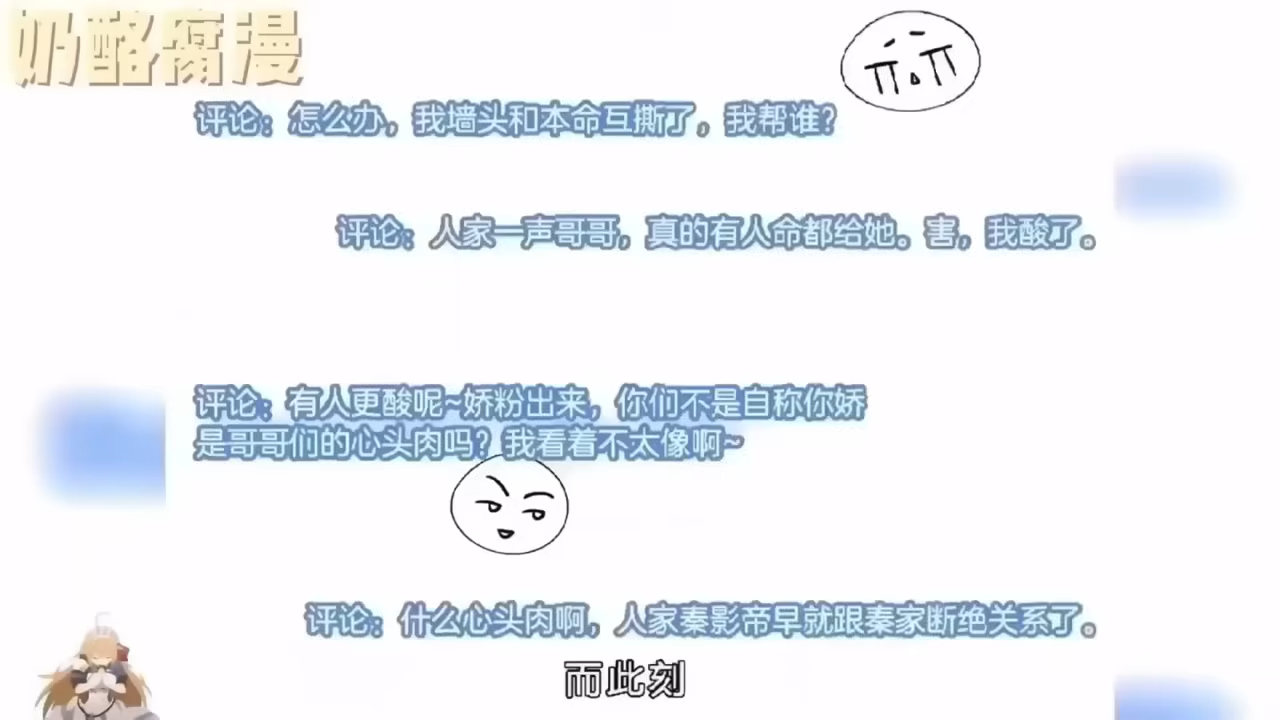 奶酪腐漫
评论：怎么办，我墙头和本命互撕了，我帮谁?
评论：人家一声哥哥，真的有人命都给她。害，我酸了。
评论：有人更酸呢~娇粉出来，你们不是自称你娇
是哥哥们的心头肉吗？我看着不太像啊~
评论：什么心头肉啊，人家秦影帝早就跟秦家断绝关系了。
而此刻